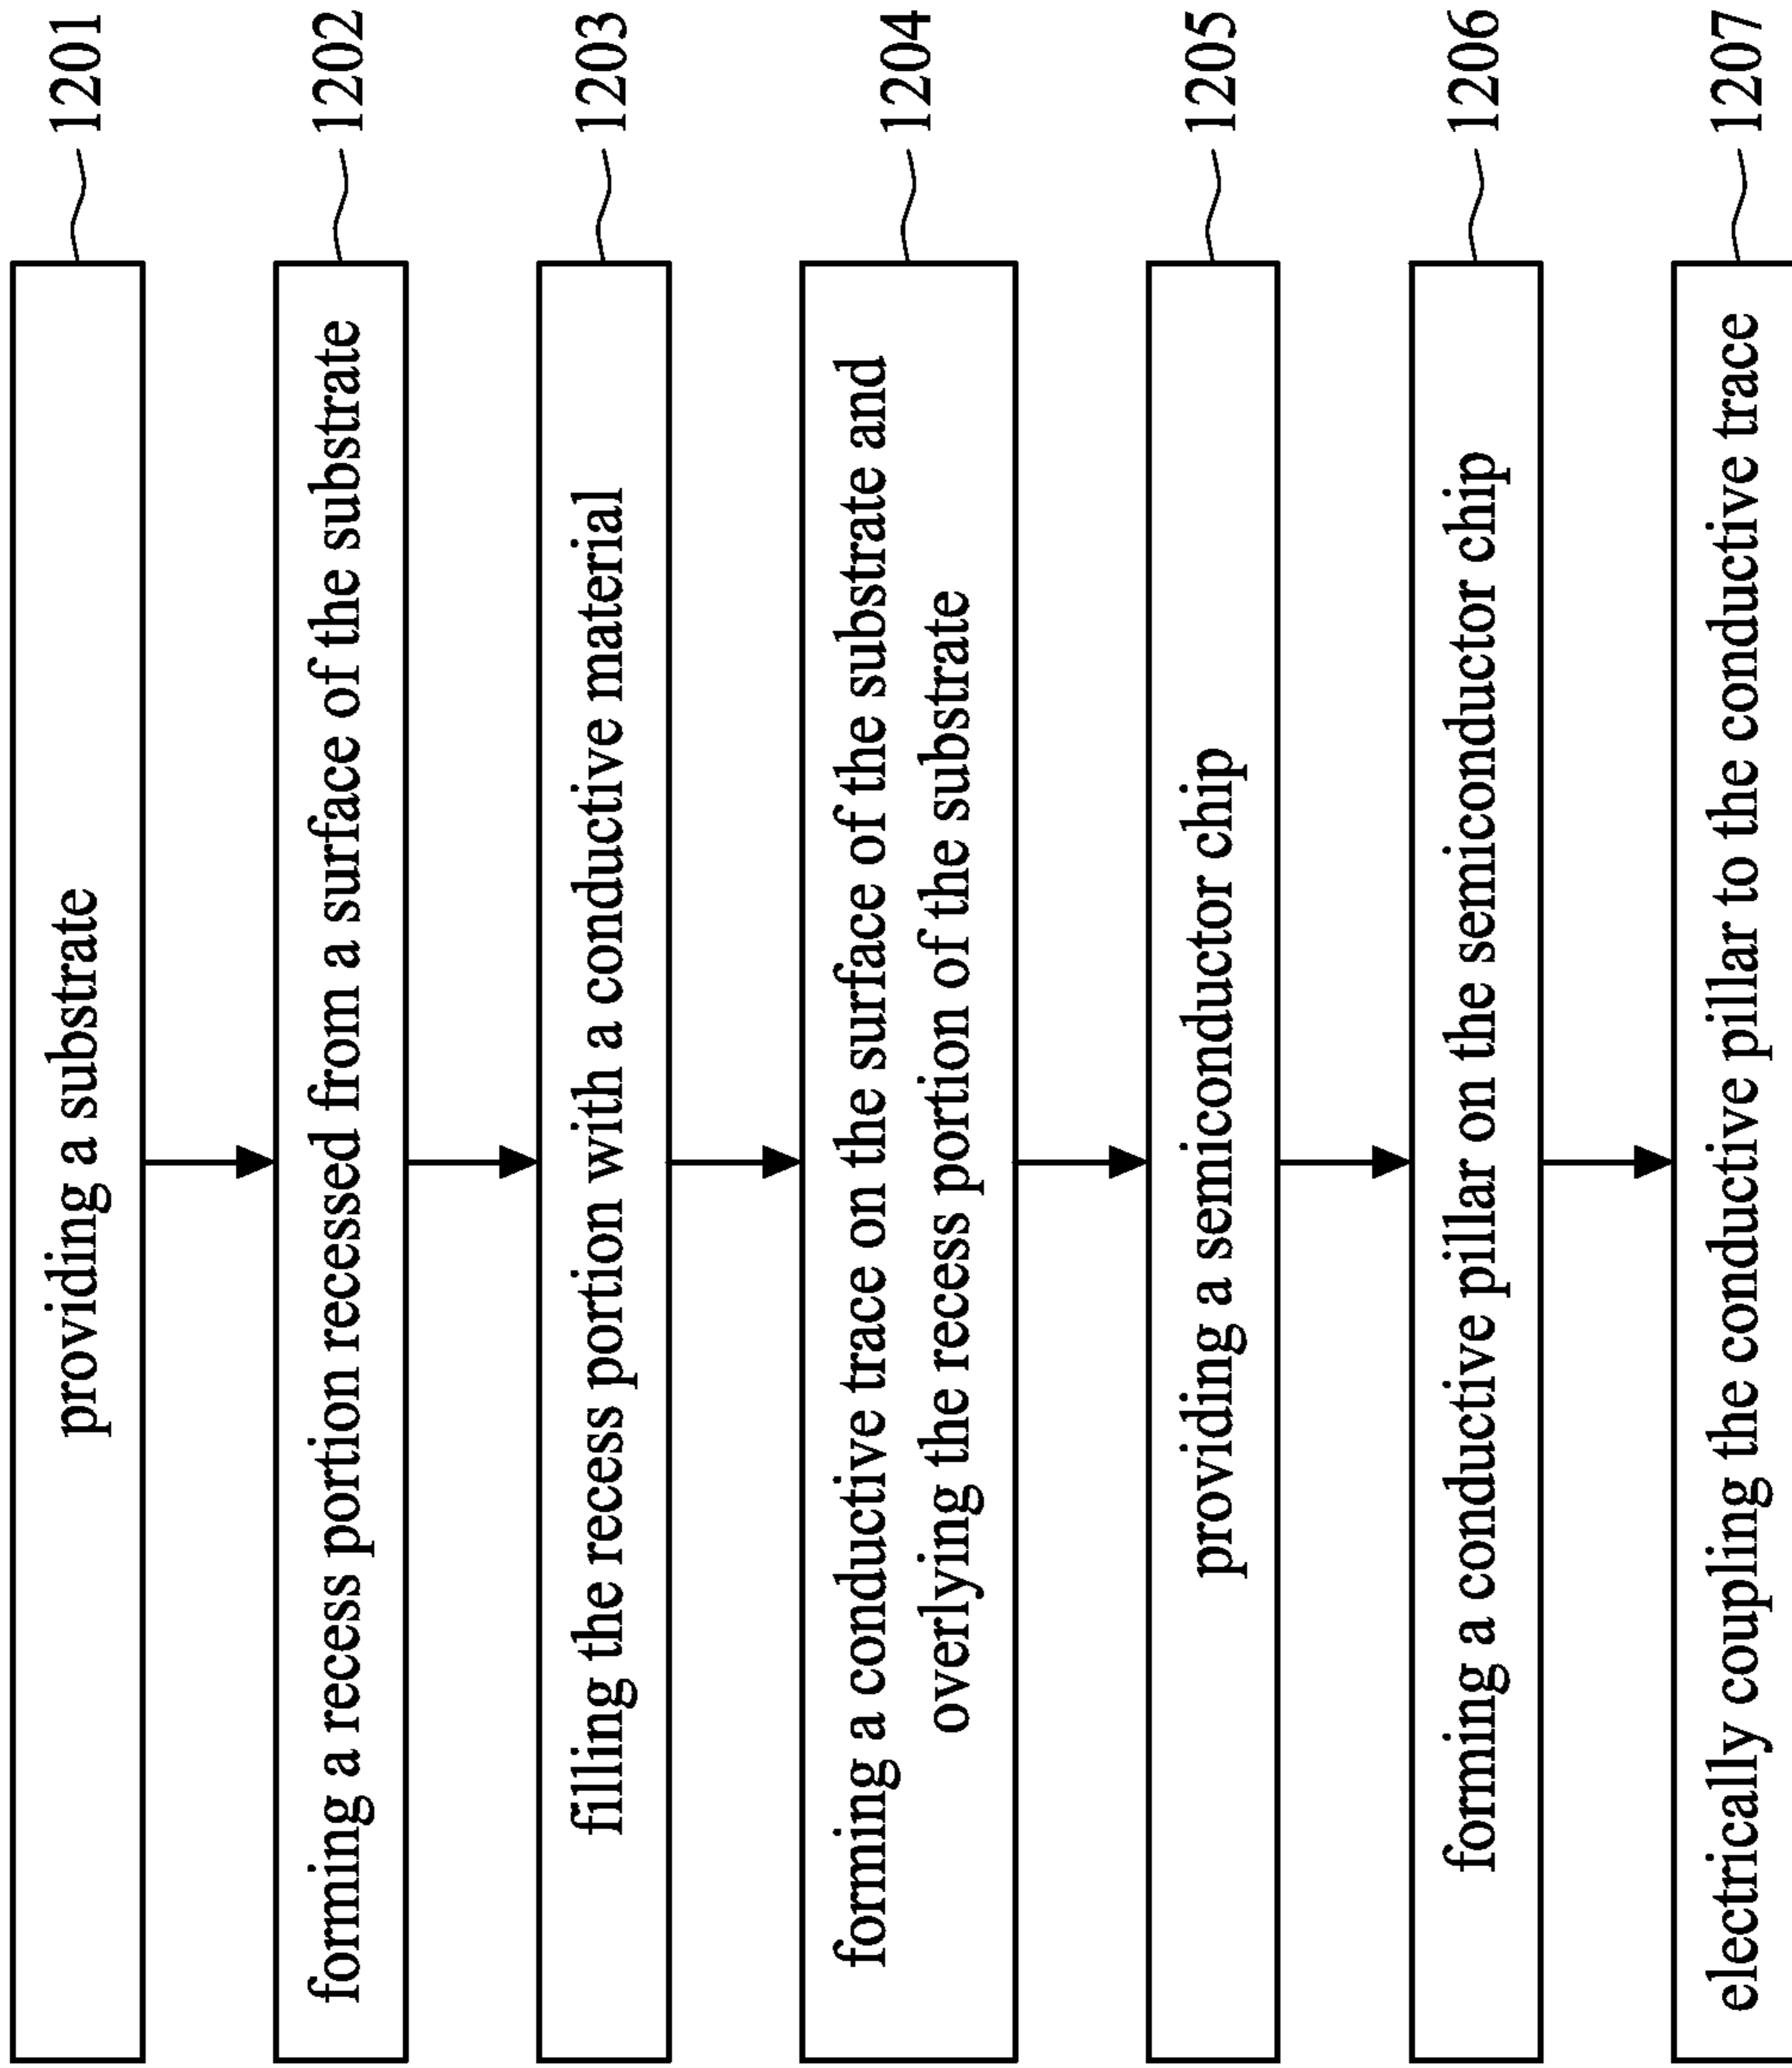 providing a substrate
1201
forming a recess portion recessed from a surface of the substrate
1202
filling the recess portion with a conductive material
1203
forming a conductive trace on the surface of the substrate and
overlying the recess portion of the substrate
1204
providing a semiconductor chip
1205
forming a conductive pillar on the semiconductor chip
1206
electrically coupling the conductive pillar to the conductive trace
1207